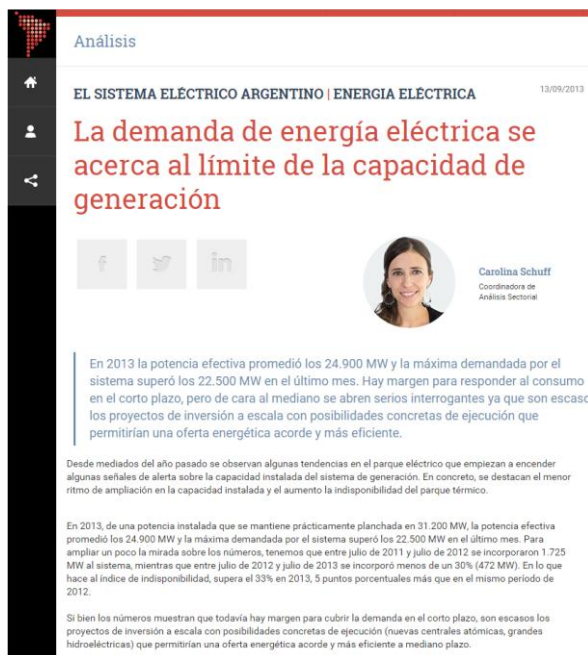 Análisis
EL SISTEMA ELÉCTRICO ARGENTINO | ENERGIA ELÉCTRICA
13/09/2013
La demanda de energía eléctrica se
acerca al límite de la capacidad de
generación
f
in
Carolina Schuff
Coordinadora de
Análisis Sectorial
En 2013 la potencia efectiva promedió los 24.900 MW y la máxima demandada por el
sistema superó los 22.500 MW en el último mes. Hay margen para responder al consumo
en el corto plazo, pero de cara al mediano se abren serios interrogantes ya que son escasos
los proyectos de inversión a escala con posibilidades concretas de ejecución que
permitirían una oferta energética acorde y más eficiente.
Desde mediados del año pasado se observan algunas tendencias en el parque eléctrico que empiezan a encender
algunas señales de alerta sobre la capacidad instalada del sistema de generación. En concreto, se destacan el menor
ritmo de ampliación en la capacidad instalada y el aumento la indisponibilidad del parque térmico.
En 2013, de una potencia instalada que se mantiene prácticamente planchada en 31.200 MW, la potencia efectiva
promedió los 24.900 MW y la máxima demandada por el sistema superó los 22.500 MW en el último mes. Para
ampliar un poco la mirada sobre los números, tenemos que entre julio de 2011 y julio de 2012 se incorporaron 1.725
MW al sistema, mientras que entre julio de 2012 y julio de 2013 se incorporó menos de un 30% (472 MW). En lo que
hace al índice de indisponibilidad, supera el 33% en 2013, 5 puntos porcentuales más que en el mismo período de
2012.
Si bien los números muestran que todavía hay margen para cubrir la demanda en el corto plazo, son escasos los
proyectos de inversión a escala con posibilidades concretas de ejecución (nuevas centrales atómicas, grandes
hidroeléctricas) que permitirían una oferta energética acorde y más eficiente a mediano plazo.